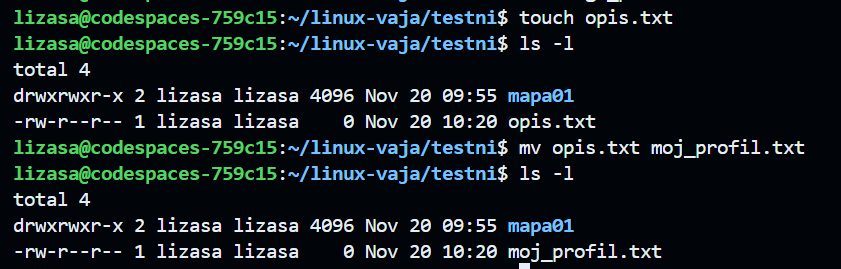 lizasa@codespaces-759c15:~/linux-vaja/testni$ touch opis.txt
lizasa@codespaces-759c15:~/linux-vaja/testni$ ls -l
total 4
drwxrwxr-x 2 lizasa lizasa 4096 Nov 20 09:55 mapa01
-rw-r--r-- 1 lizasa lizasa    0 Nov 20 10:20 opis.txt
lizasa@codespaces-759c15:~/linux-vaja/testni$ mv opis.txt moj_profil.txt
lizasa@codespaces-759c15:~/linux-vaja/testni$ ls -l
total 4
drwxrwxr-x 2 lizasa lizasa 4096 Nov 20 09:55 mapa01
-rw-r--r-- 1 lizasa lizasa    0 Nov 20 10:20 moj_profil.txt